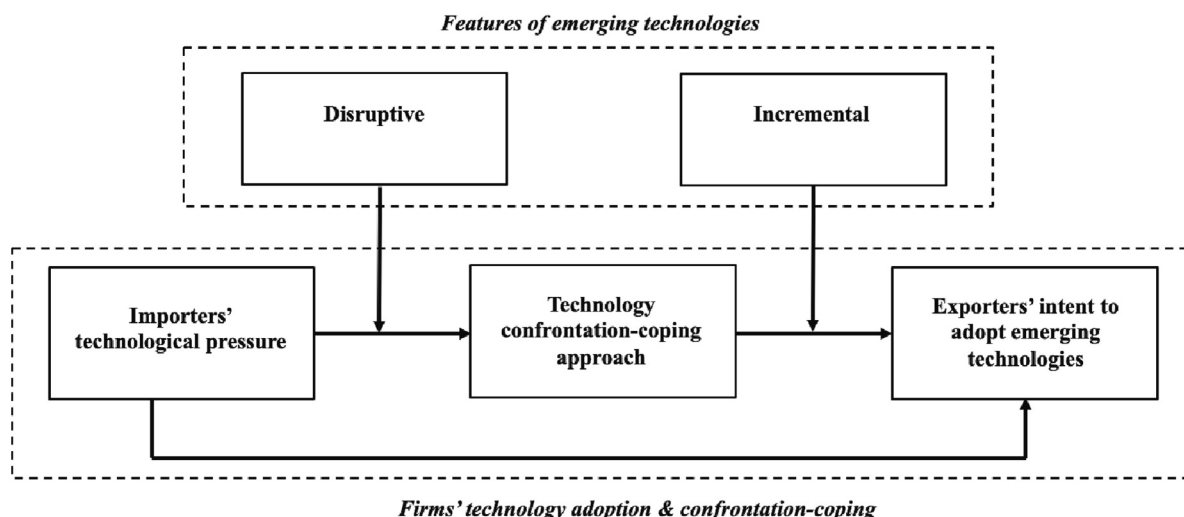 Features of emerging technologies
Disruptive
Incremental
Importers’
technological pressure
Technology
confrontation-coping
approach
Exporters’ intent to
adopt emerging
technologies
Firms’ technology adoption & confrontation-coping